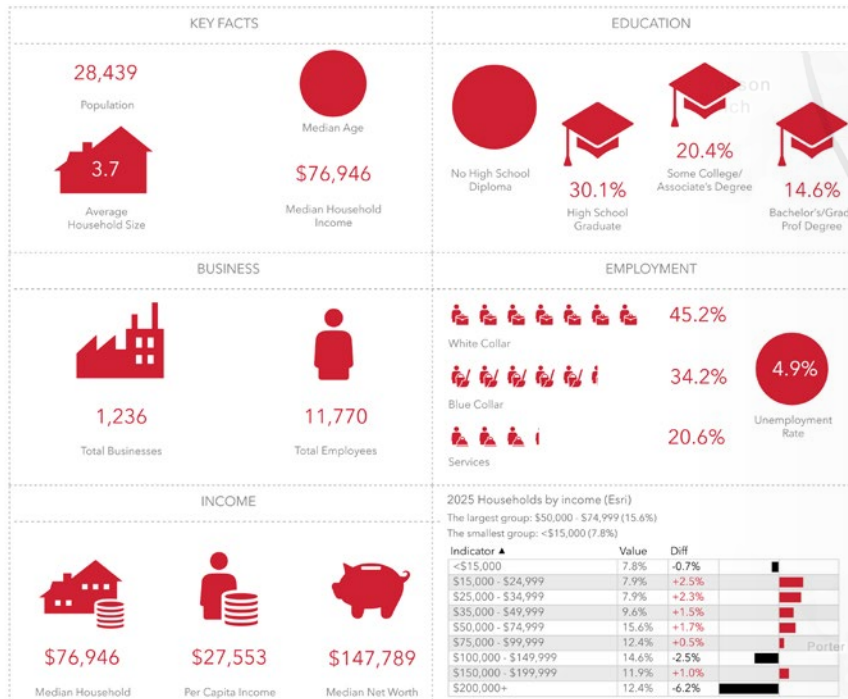 KEY FACTS
28,439
Population
3.7
Average
Household Size
Median Age
$76,946
Median Household
Income
EDUCATION
No High School
Diploma
30.1%
High School
Graduate
20.4%
Some College/
Associate's Degree
14.6%
Bachelor's/Grad/
Prof Degree
son
ch
BUSINESS
1,236
Total Businesses
11,770
Total Employees
EMPLOYMENT
45.2%
White Collar
34.2%
Blue Collar
20.6%
Services
4.9%
Unemployment
Rate
INCOME
$76,946
Median Household
$27,553
Per Capita Income
$147,789
Median Net Worth
2025 Households by income (Esri)
The largest group: $50,000 - $74,999 (15.6%)
The smallest group: <$15,000 (7.8%)
Indicator ▲ Value Diff
<$15,000 7.8% -0.7%
$15,000 - $24,999 7.9% +2.5%
$25,000 - $34,999 7.9% +2.3%
$35,000 - $49,999 9.6% +1.5%
$50,000 - $74,999 15.6% +1.7%
$75,000 - $99,999 12.4% +0.5%
$100,000 - $149,999 14.6% -2.5%
$150,000 - $199,999 11.9% +1.0%
$200,000+ 12.4% -6.2%
Porter